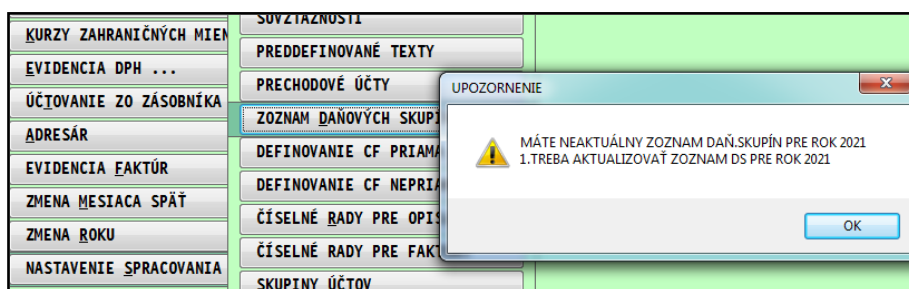 KURZY ZAHRANIČNÝCH MIEN
EVIDENCIA DPH ...
ÚČTOVANIE ZO ZÁSOBNÍKA
ADRESÁR
EVIDENCIA FAKTÚR
ZMENA MESIACA SPÄŤ
ZMENA ROKU
NASTAVENIE SPRACOVANIA
SÚVZŤAŽNOSTI
PREDDEFINOVANÉ TEXTY
PRECHODOVÉ ÚČTY
ZOZNAM DAŇOVÝCH SKUPÍ
DEFINOVANIE CF PRIAMA
DEFINOVANIE CF NEPRIA
ČÍSELNÉ RADY PRE OPIS
ČÍSELNÉ RADY PRE FAKT
SKUPINY ÚČTOV
UPOZORNENIE
MÁTE NEAKTUÁLNY ZOZNAM DAŇ.SKUPÍN PRE ROK 2021
1.TREBA AKTUALIZOVAŤ ZOZNAM DS PRE ROK 2021
OK